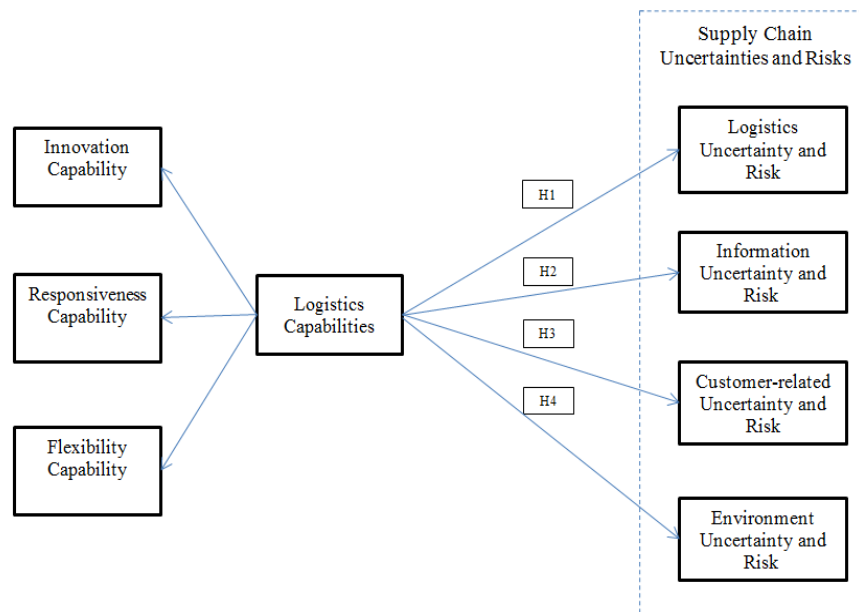 Supply Chain
Uncertainties and Risks
Innovation
Capability
Responsiveness
Capability
Flexibility
Capability
Logistics
Capabilities
H1
H2
H3
H4
Logistics
Uncertainty and
Risk
Information
Uncertainty and
Risk
Customer-related
Uncertainty and
Risk
Environment
Uncertainty and
Risk